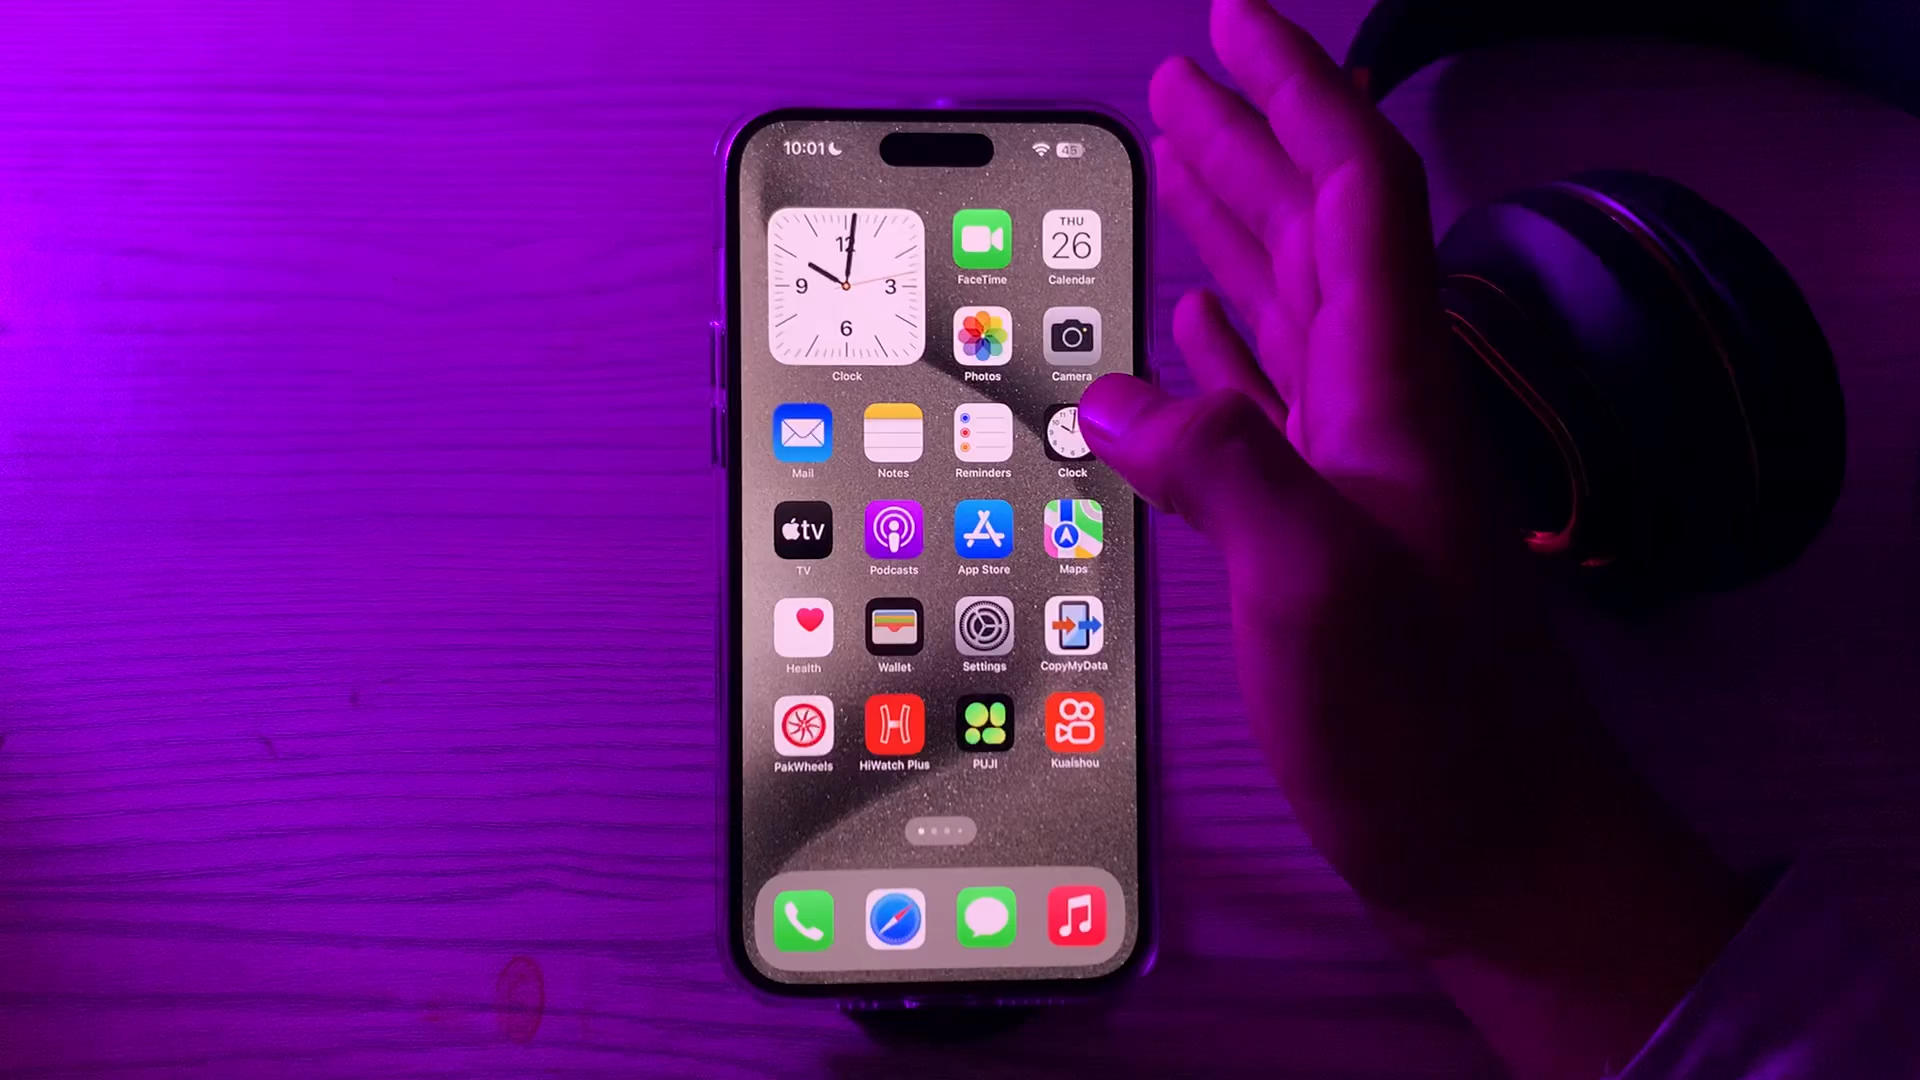 10:01
45
12
9
3
6
Clock
FaceTime
THU
26
Calendar
Photos
Camera
Mail
Notes
Reminders
Clock
tv
TV
Podcasts
App Store
Maps
Health
Wallet
Settings
CopyMyData
PakWheels
HiWatch Plus
PUJI
Kuaishou